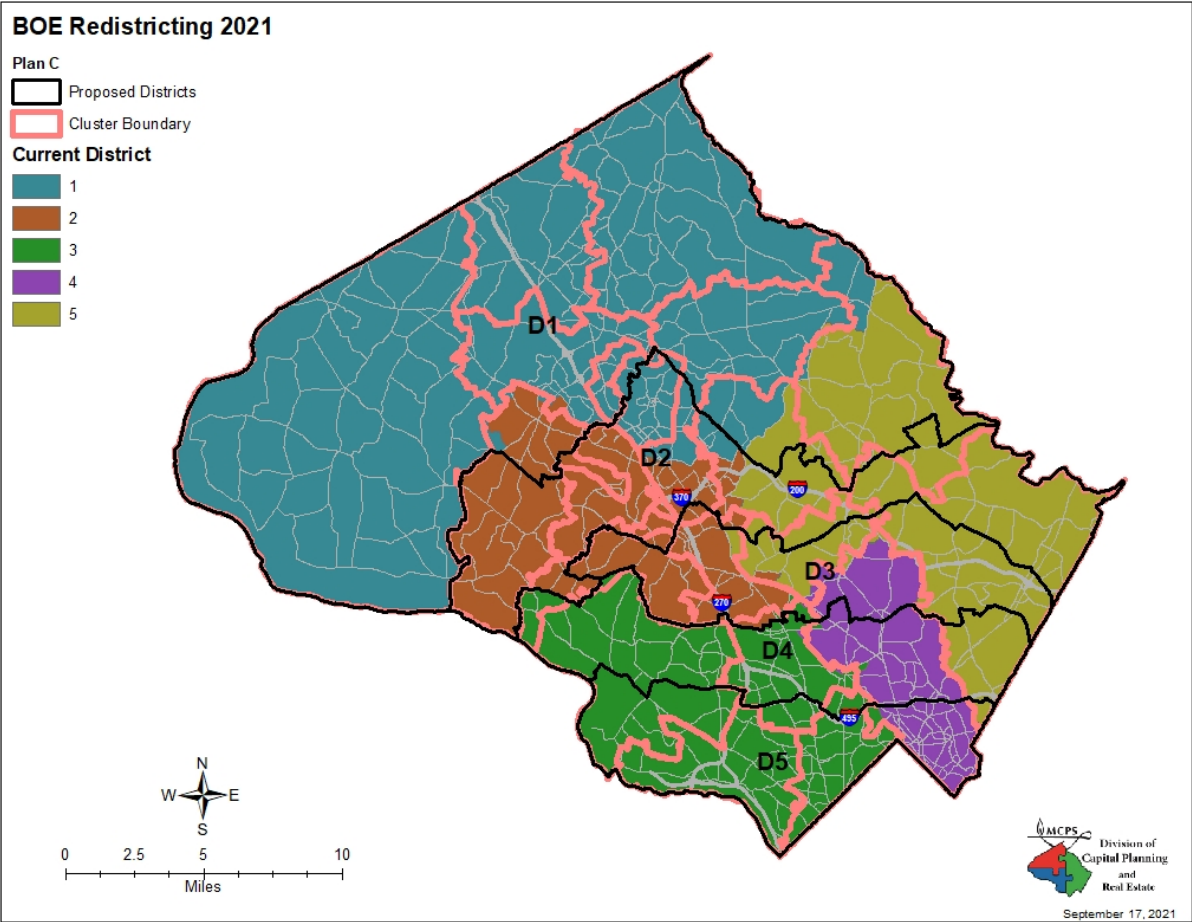 BOE Redistricting 2021
Plan C
Proposed Districts
Cluster Boundary
Current District
1
2
3
4
5
D1
D2
370
200
D3
270
D4
495
D5
N
W E
S
0 2.5 5 10
Miles
MCPS
Division of
Capital Planning
and
Real Estate
September 17, 2021